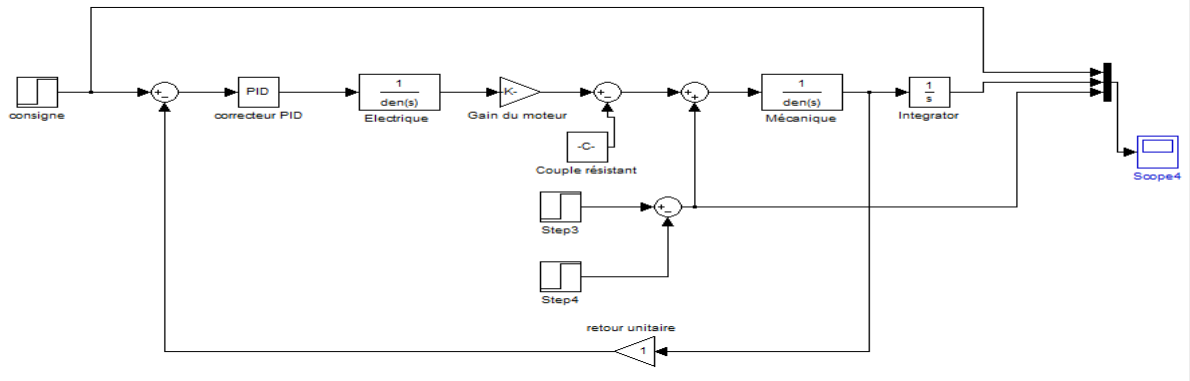 consigne
+
−
PID
correcteur PID
1
den(s)
Electrique
K-
Gain du moteur
+
−
-C-
Couple résistant
+
+
1
den(s)
Mécanique
1
s
Integrator
Scope4
Step3
+
−
Step4
retour unitaire
1